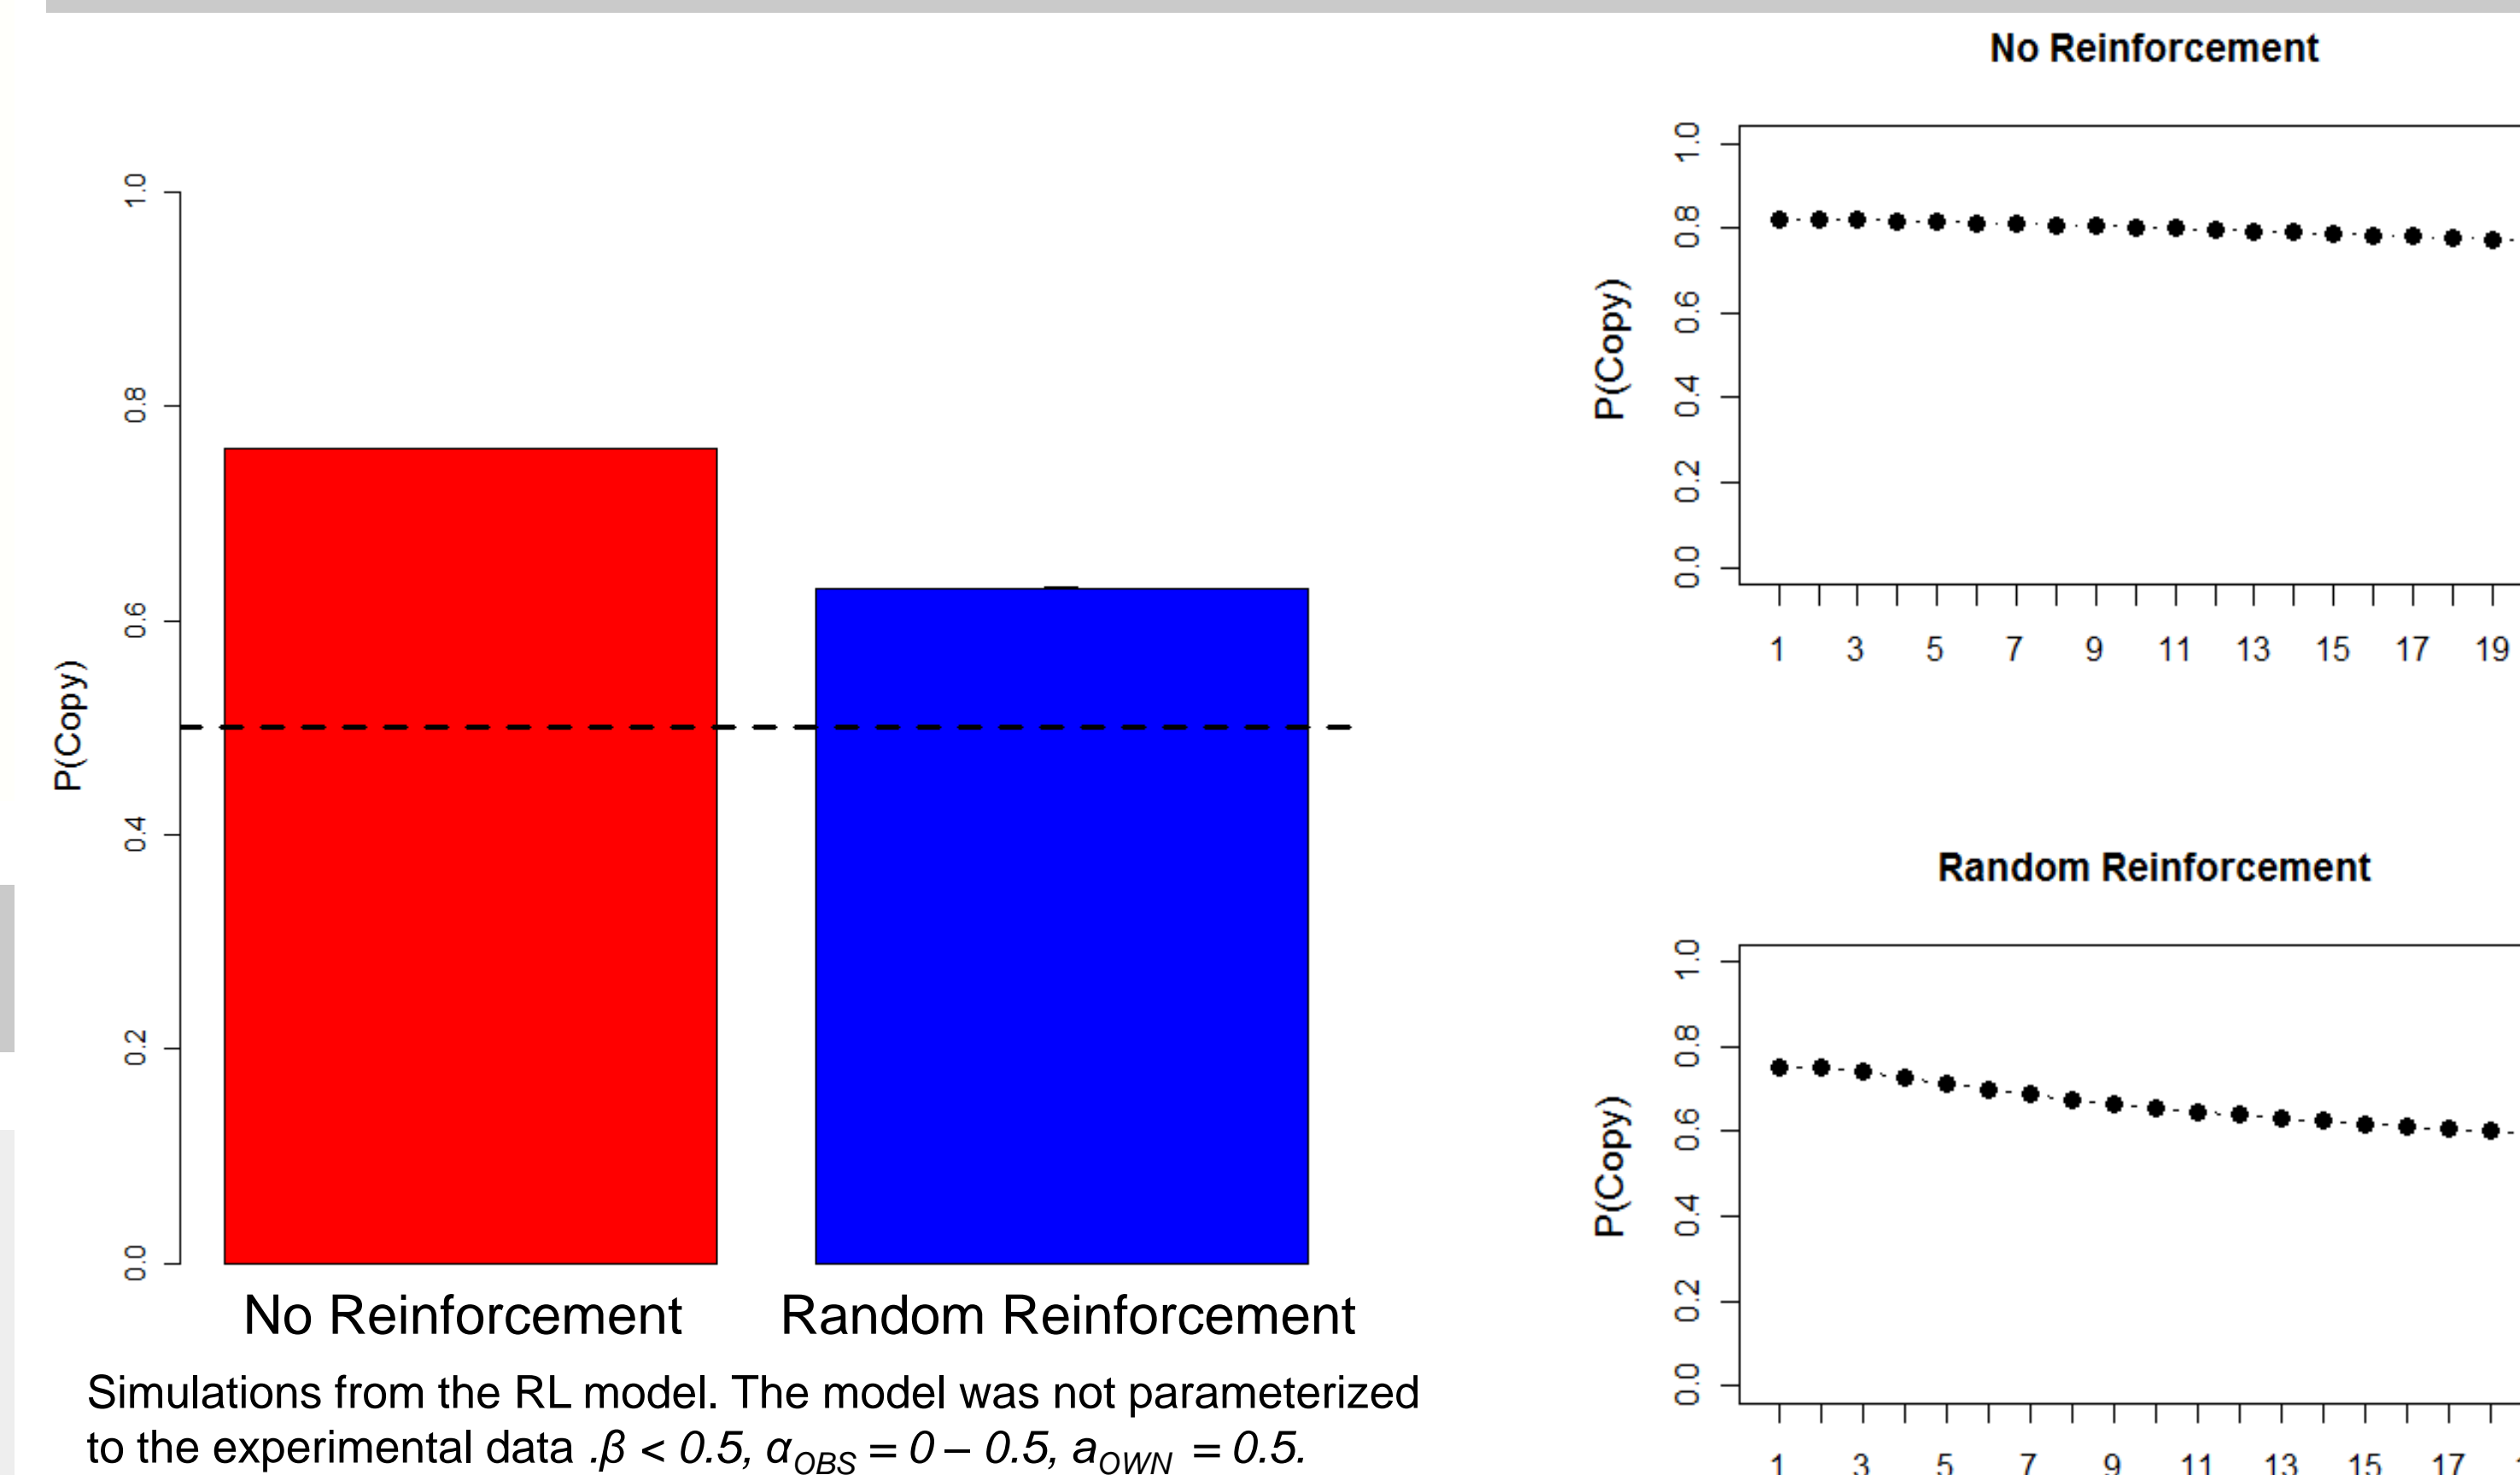 1.0
0.8
0.6
0.4
0.2
0.0
P(Copy)
No Reinforcement Random Reinforcement
Simulations from the RL model. The model was not parameterized
to the experimental data .β < 0.5, αOBS = 0 – 0.5, aOWN = 0.5.
No Reinforcement
1.0
0.8
0.6
0.4
0.2
0.0
P(Copy)
1 3 5 7 9 11 13 15 17 19
Random Reinforcement
1.0
0.8
0.6
0.4
0.2
0.0
P(Copy)
1 3 5 7 9 11 13 15 17